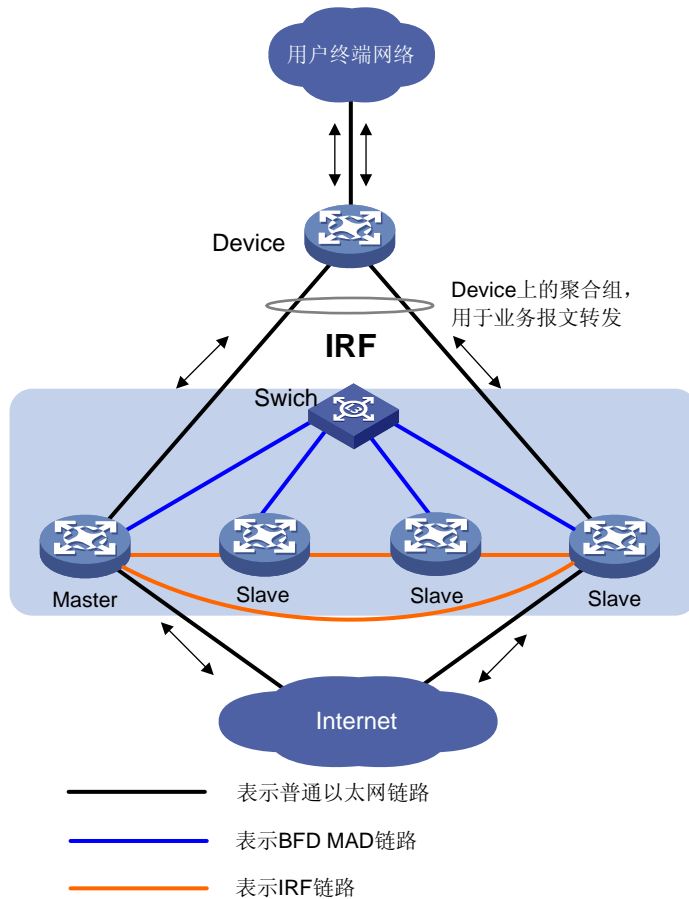 用户终端网络
Device
Device上的聚合组，
用于业务报文转发
IRF
Swich
Master
Slave
Slave
Slave
Internet
表示普通以太网链路
表示BFD MAD链路
表示IRF链路